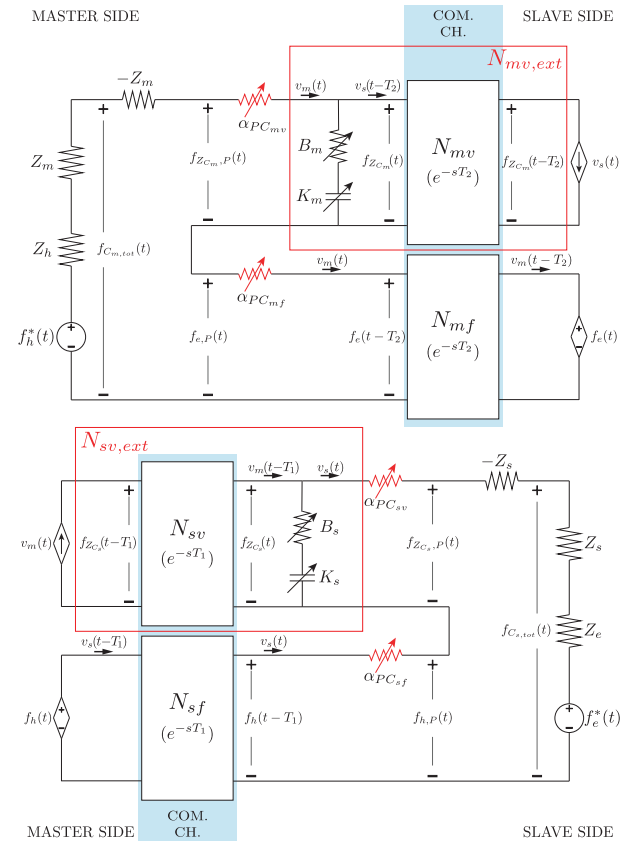 MASTER SIDE
COM. CH.
SLAVE SIDE
N_{mv,ext}
-Z_m
v_m(t)
v_s(t-T_2)
α_{PC_{mv}}
Z_m
f_{Z_{C_m},P}(t)
B_m
f_{Z_{C_m}}(t)
N_{mv}
(e^{-sT_2})
f_{Z_{C_m}}(t-T_2)
v_s(t)
K_m
Z_h
f_{C_{m,tot}}(t)
v_m(t)
v_m(t-T_2)
α_{PC_{mf}}
f_h^*(t)
f_{e,P}(t)
f_e(t-T_2)
N_{mf}
(e^{-sT_2})
f_e(t)
N_{sv,ext}
v_m(t-T_1)
v_s(t)
-Z_s
α_{PC_{sv}}
v_m(t)
f_{Z_{C_s}}(t-T_1)
N_{sv}
(e^{-sT_1})
f_{Z_{C_s}}(t)
B_s
f_{Z_{C_s},P}(t)
Z_s
K_s
v_s(t-T_1)
v_s(t)
f_{C_{s,tot}}(t)
Z_e
α_{PC_{sf}}
f_h(t)
N_{sf}
(e^{-sT_1})
f_h(t-T_1)
f_{h,P}(t)
f_e^*(t)
MASTER SIDE
COM. CH.
SLAVE SIDE